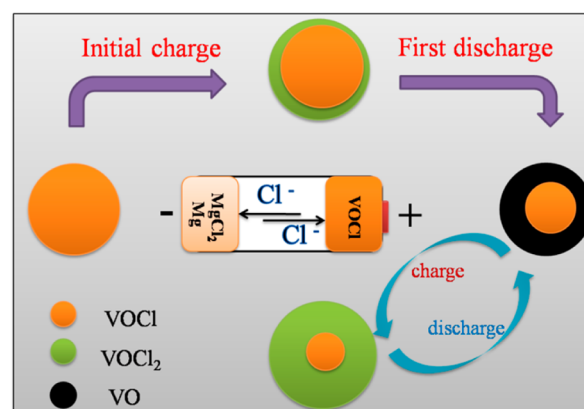 Initial charge
First discharge
-
MgCl₂
Mg
Cl⁻
Cl⁻
VOCl
+
charge
discharge
VOCl
VOCl₂
VO